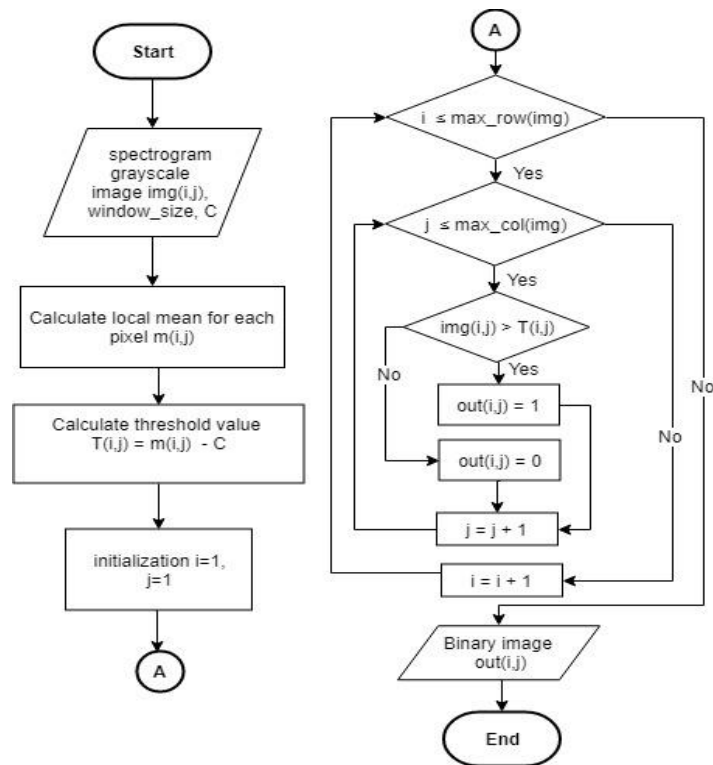 Start
spectrogram
grayscale
image img(i,j),
window_size, C
Calculate local mean for each
pixel m(i,j)
Calculate threshold value
T(i,j) = m(i,j) - C
initialization i=1,
j=1
A
A
i ≤ max_row(img)
Yes
j ≤ max_col(img)
Yes
img(i,j) > T(i,j)
No
Yes
No
out(i,j) = 1
No
out(i,j) = 0
j = j + 1
i = i + 1
Binary image
out(i,j)
End